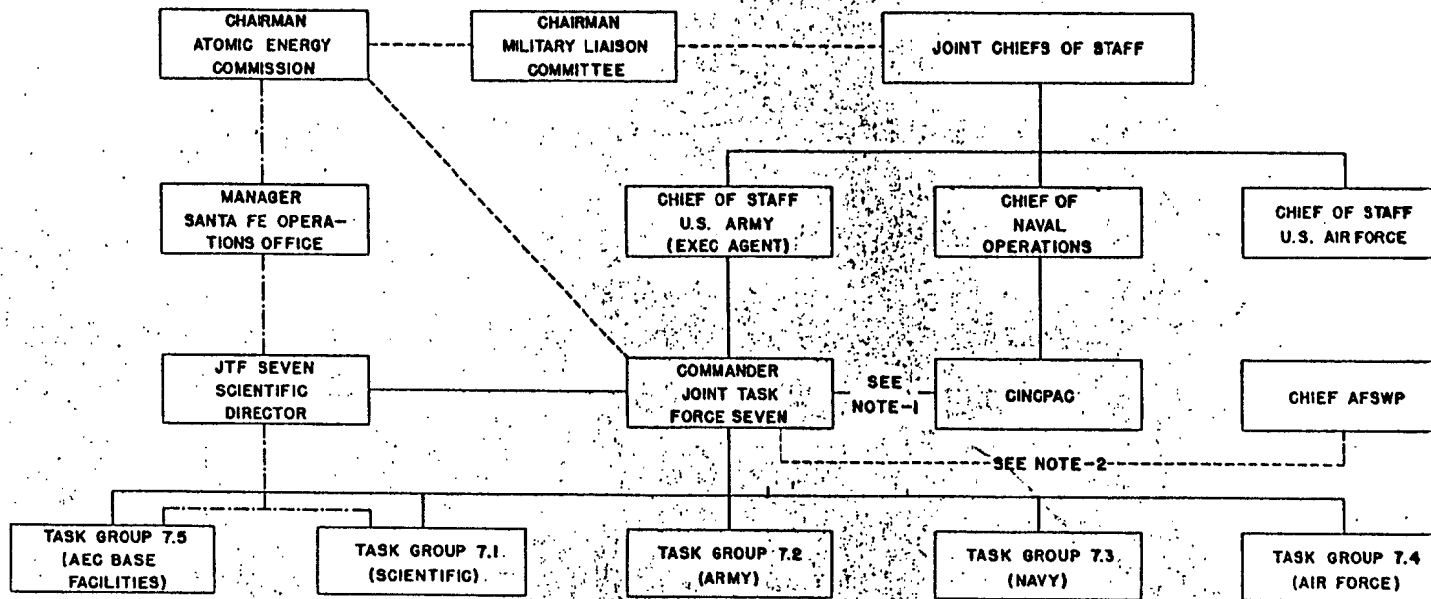 CHAIRMAN
ATOMIC ENERGY
COMMISSION
CHAIRMAN
MILITARY LIAISON
COMMITTEE
JOINT CHIEFS OF STAFF
MANAGER
SANTA FE OPERA-
TIONS OFFICE
CHIEF OF STAFF
U.S. ARMY
(EXEC AGENT)
CHIEF OF
NAVAL
OPERATIONS
CHIEF OF STAFF
U.S. AIR FORCE
JTF SEVEN
SCIENTIFIC
DIRECTOR
COMMANDER
JOINT TASK
FORCE SEVEN
SEE
NOTE-1
CINCPAC
CHIEF AFSWP
SEE NOTE-2
TASK GROUP 7.5
(AEC BASE
FACILITIES)
TASK GROUP 7.1
(SCIENTIFIC)
TASK GROUP 7.2
(ARMY)
TASK GROUP 7.3
(NAVY)
TASK GROUP 7.4
(AIR FORCE)